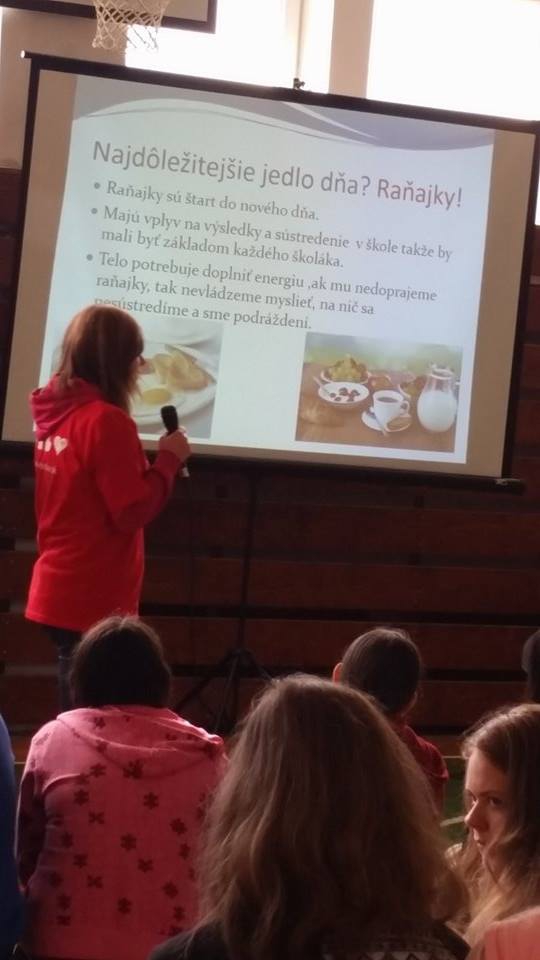 Najdôležitejšie jedlo dňa? Raňajky!
• Raňajky sú štart do nového dňa.
• Majú vplyv na výsledky a sústredenie v škole takže by
mali byť základom každého školáka.
• Telo potrebuje doplniť energiu ,ak mu nedoprajeme
raňajky, tak nevládzeme myslieť, na nič sa
nesústredíme a sme podráždení.